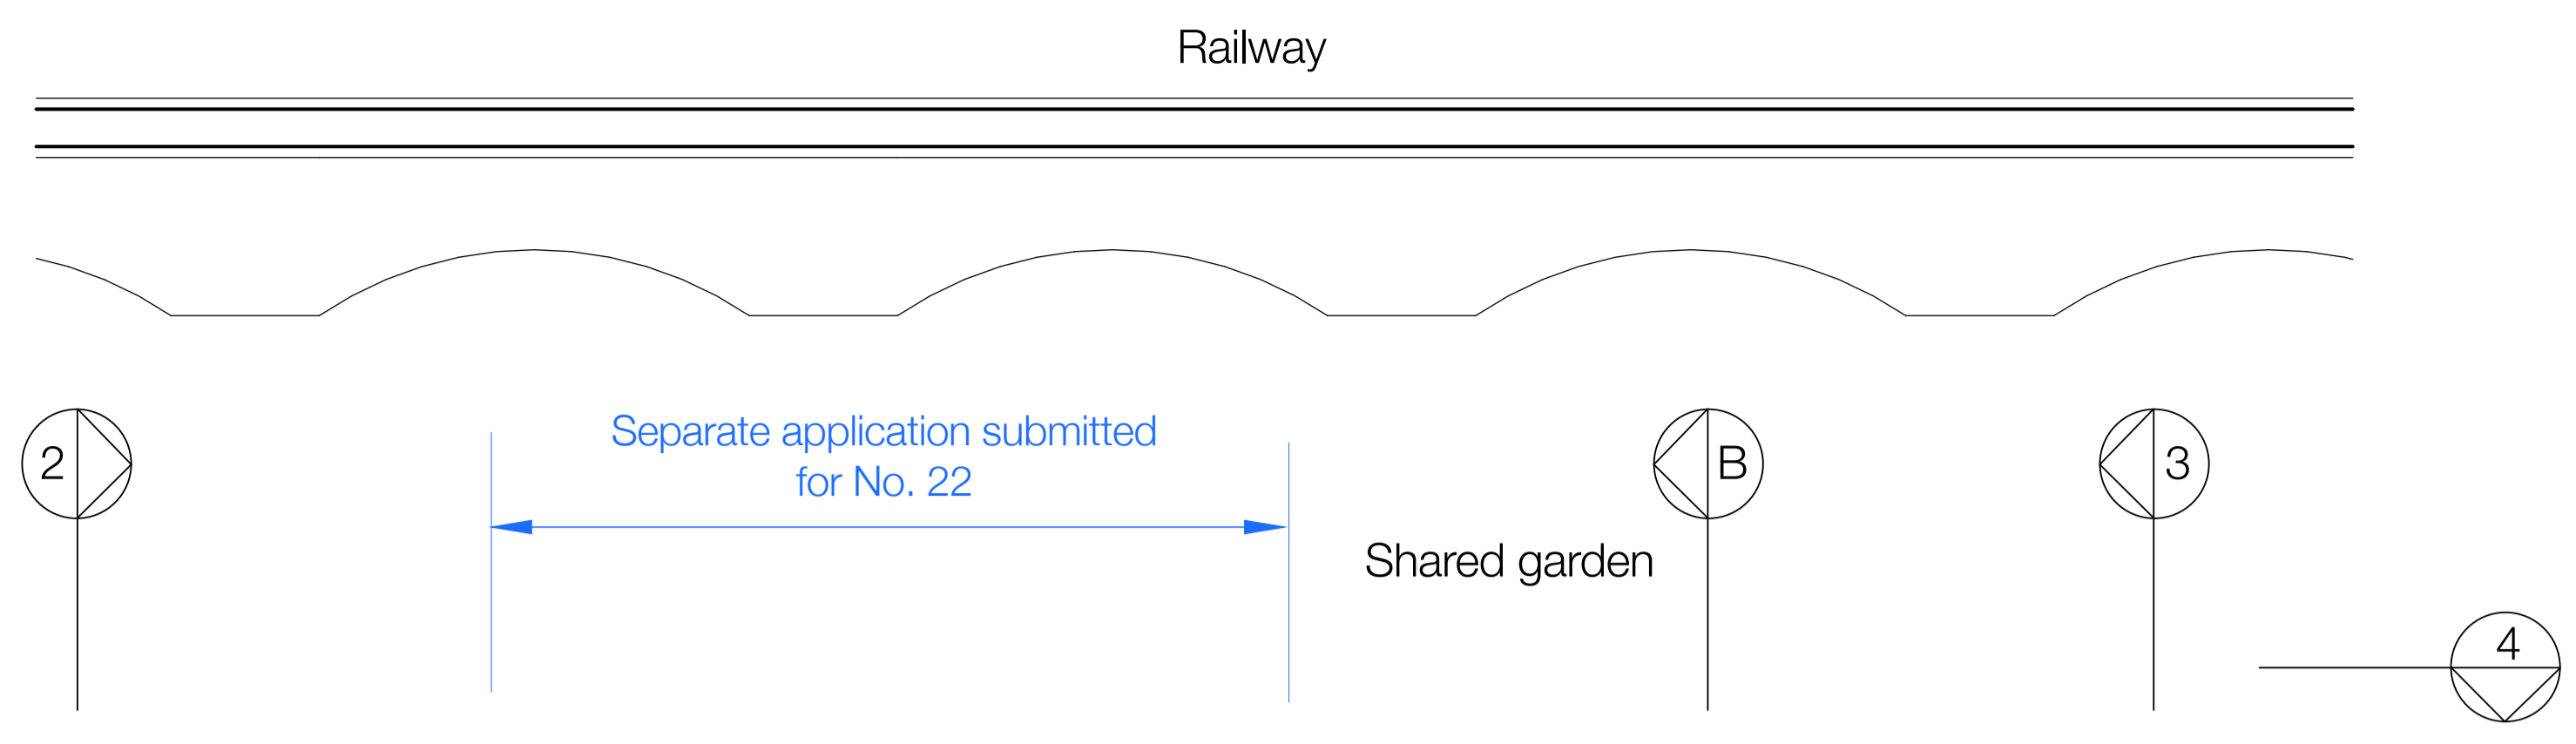 Railway
Separate application submitted
for No. 22
2
B
3
Shared garden
4